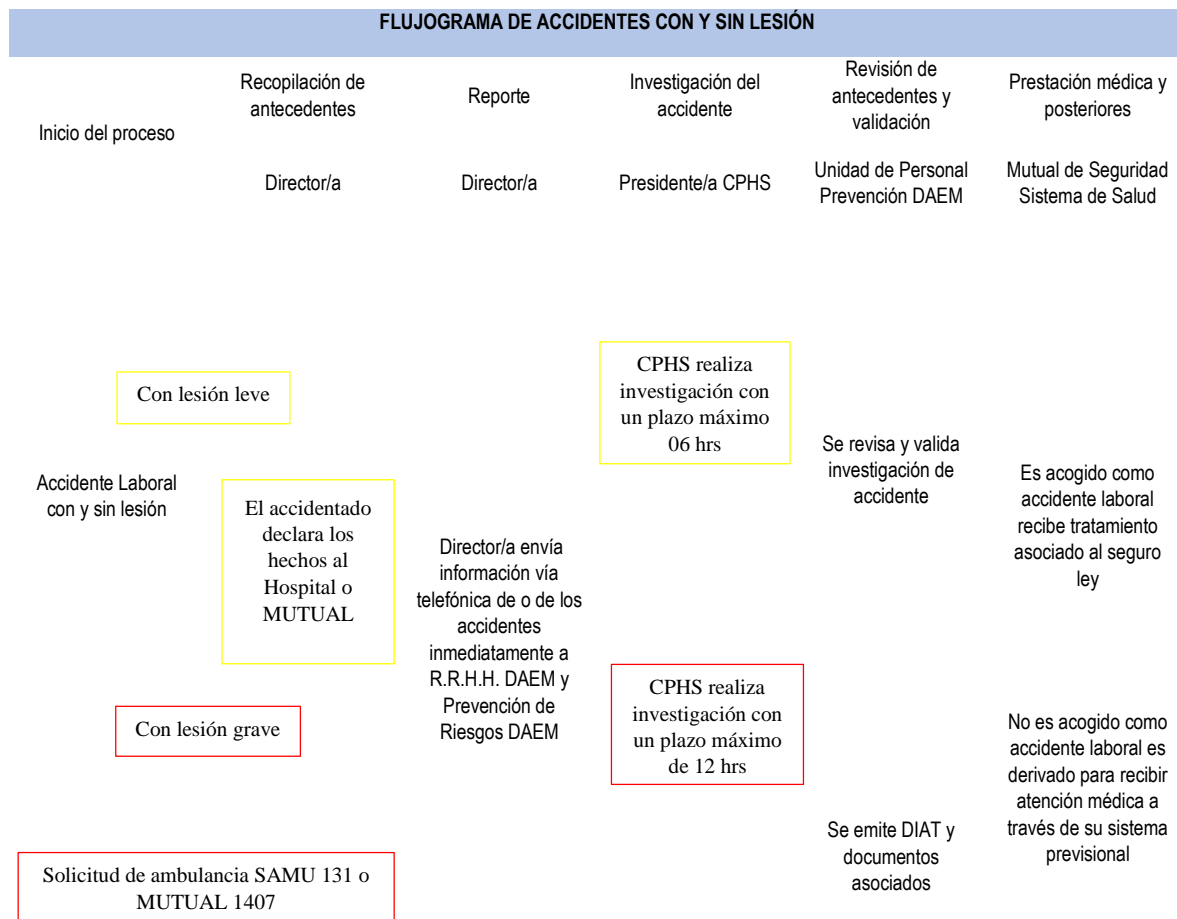 FLUJOGRAMA DE ACCIDENTES CON Y SIN LESIÓN
Inicio del proceso
Recopilación de
antecedentes
Director/a
Reporte
Director/a
Investigación del
accidente
Presidente/a CPHS
Revisión de
antecedentes y
validación
Unidad de Personal
Prevención DAEM
Prestación médica y
posteriores
Mutual de Seguridad
Sistema de Salud
Con lesión leve
Accidente Laboral
con y sin lesión
Con lesión grave
Solicitud de ambulancia SAMU 131 o
MUTUAL 1407
El accidentado
declara los
hechos al
Hospital o
MUTUAL
Director/a envía
información vía
telefónica de o de los
accidentes
inmediatamente a
R.R.H.H. DAEM y
Prevención de
Riesgos DAEM
CPHS realiza
investigación con
un plazo máximo
06 hrs
CPHS realiza
investigación con
un plazo máximo
de 12 hrs
Se revisa y valida
investigación de
accidente
Se emite DIAT y
documentos
asociados
Es acogido como
accidente laboral
recibe tratamiento
asociado al seguro
ley
No es acogido como
accidente laboral es
derivado para recibir
atención médica a
través de su sistema
previsional